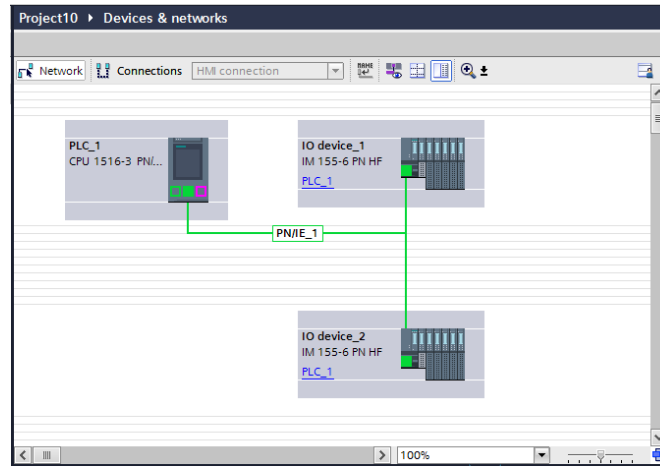 Project10 ▸ Devices & networks
Network Connections HMI connection
PLC_1
CPU 1516-3 PN/...
IO device_1
IM 155-6 PN HF
PLC_1
PN/IE_1
IO device_2
IM 155-6 PN HF
PLC_1
100%